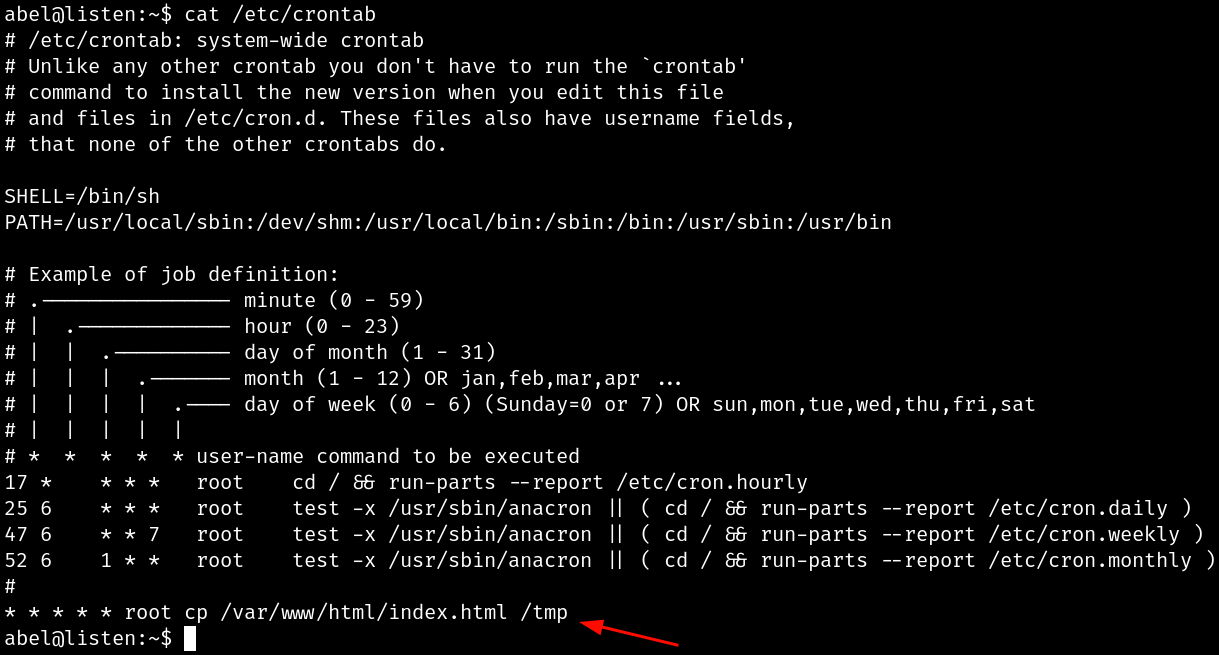 abel@listen:~$ cat /etc/crontab
# /etc/crontab: system-wide crontab
# Unlike any other crontab you don't have to run the `crontab'
# command to install the new version when you edit this file
# and files in /etc/cron.d. These files also have username fields,
# that none of the other crontabs do.

SHELL=/bin/sh
PATH=/usr/local/sbin:/dev/shm:/usr/local/bin:/sbin:/bin:/usr/sbin:/usr/bin

# Example of job definition:
# .---------------- minute (0 - 59)
# |  .------------- hour (0 - 23)
# |  |  .---------- day of month (1 - 31)
# |  |  |  .------- month (1 - 12) OR jan,feb,mar,apr ...
# |  |  |  |  .---- day of week (0 - 6) (Sunday=0 or 7) OR sun,mon,tue,wed,thu,fri,sat
# |  |  |  |  |
# *  *  *  *  * user-name command to be executed
17 *    * * *   root    cd / && run-parts --report /etc/cron.hourly
25 6    * * *   root    test -x /usr/sbin/anacron || ( cd / && run-parts --report /etc/cron.daily )
47 6    * * 7   root    test -x /usr/sbin/anacron || ( cd / && run-parts --report /etc/cron.weekly )
52 6    1 * *   root    test -x /usr/sbin/anacron || ( cd / && run-parts --report /etc/cron.monthly )
#
* * * * * root cp /var/www/html/index.html /tmp
abel@listen:~$